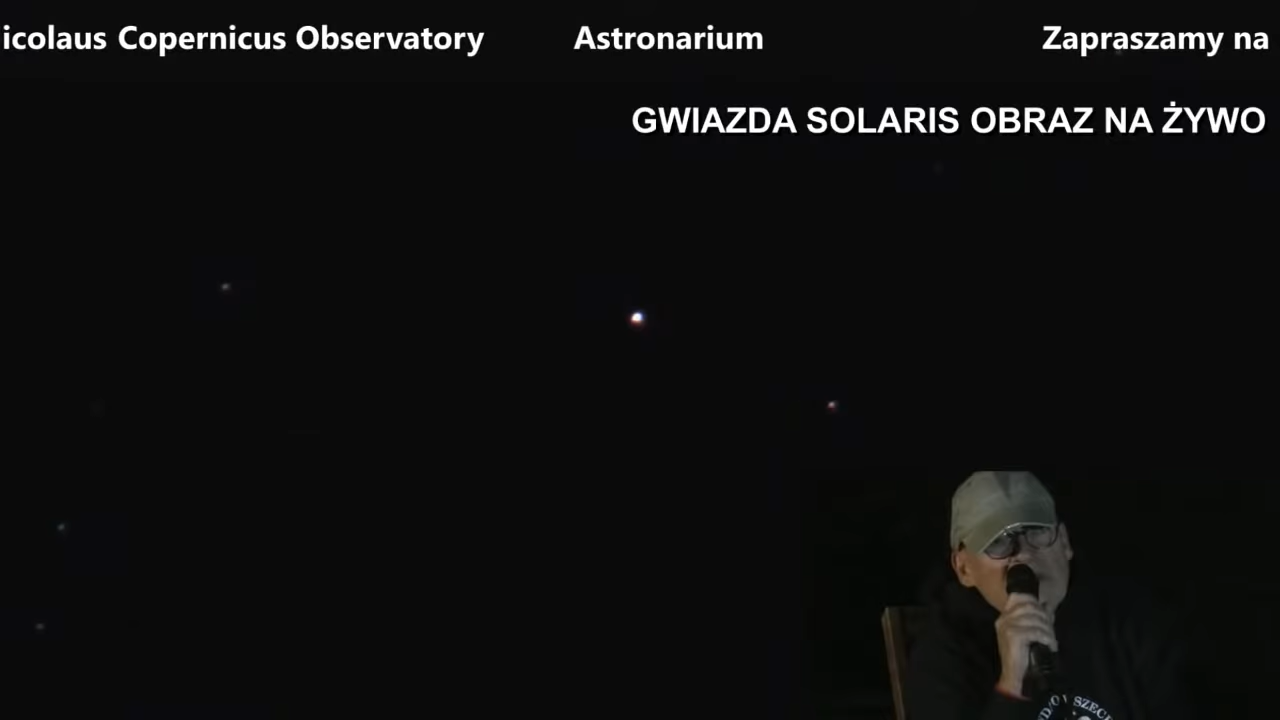 icolaus Copernicus Observatory Astronarium Zapraszamy na
GWIAZDA SOLARIS OBRAZ NA ŻYWO